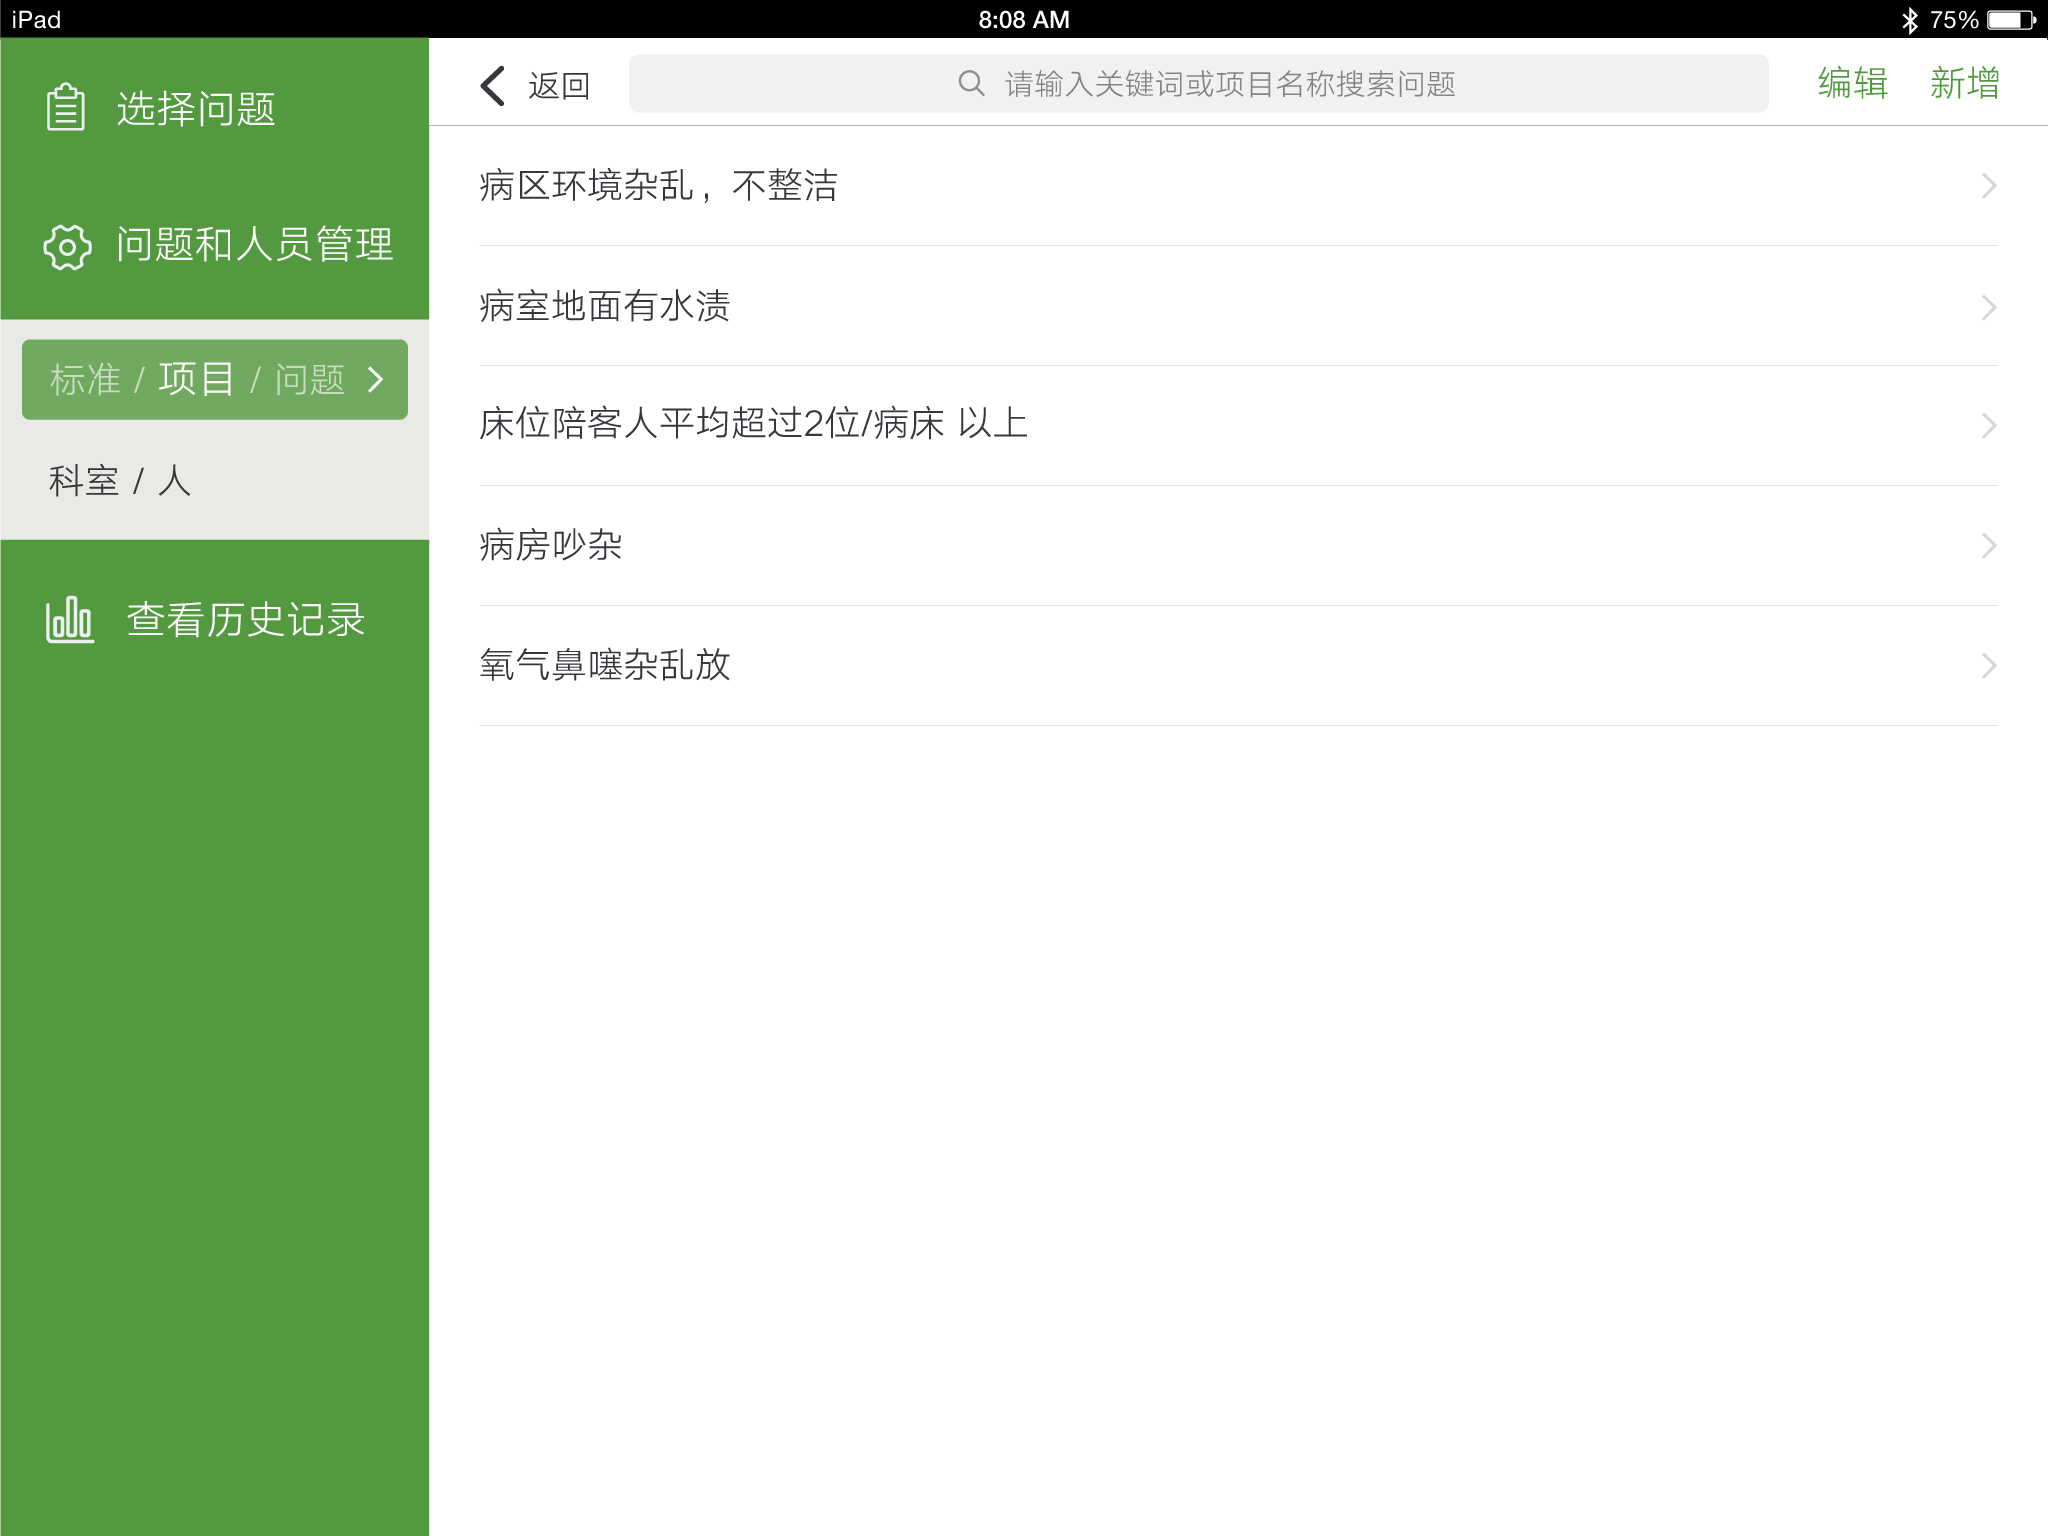 iPad
8:08 AM
75%
选择问题
问题和人员管理
标准 / 项目 / 问题
科室 / 人
查看历史记录
返回
请输入关键词或项目名称搜索问题
编辑
新增
病区环境杂乱，不整洁
病室地面有水渍
床位陪客人平均超过2位/病床 以上
病房吵杂
氧气鼻噻杂乱放